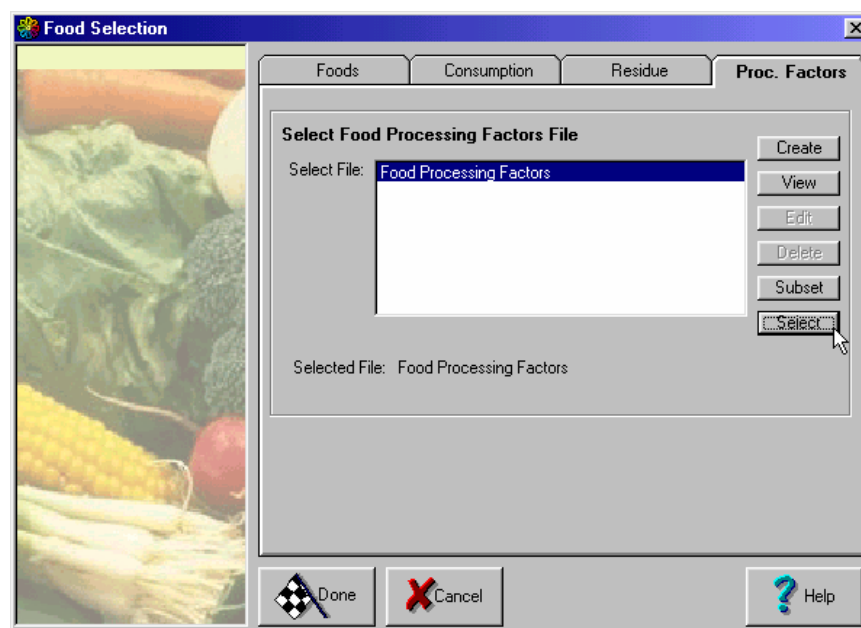 Food Selection
Foods
Consumption
Residue
Proc. Factors
Select Food Processing Factors File
Select File:
Food Processing Factors
Create
View
Edit
Delete
Subset
Select
Selected File: Food Processing Factors
Done
Cancel
Help